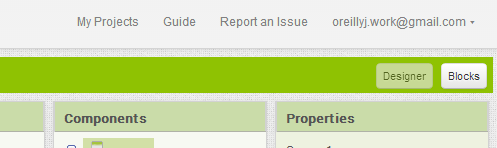 My Projects Guide Report an Issue oreillyj.work@gmail.com
Designer Blocks
Components Properties